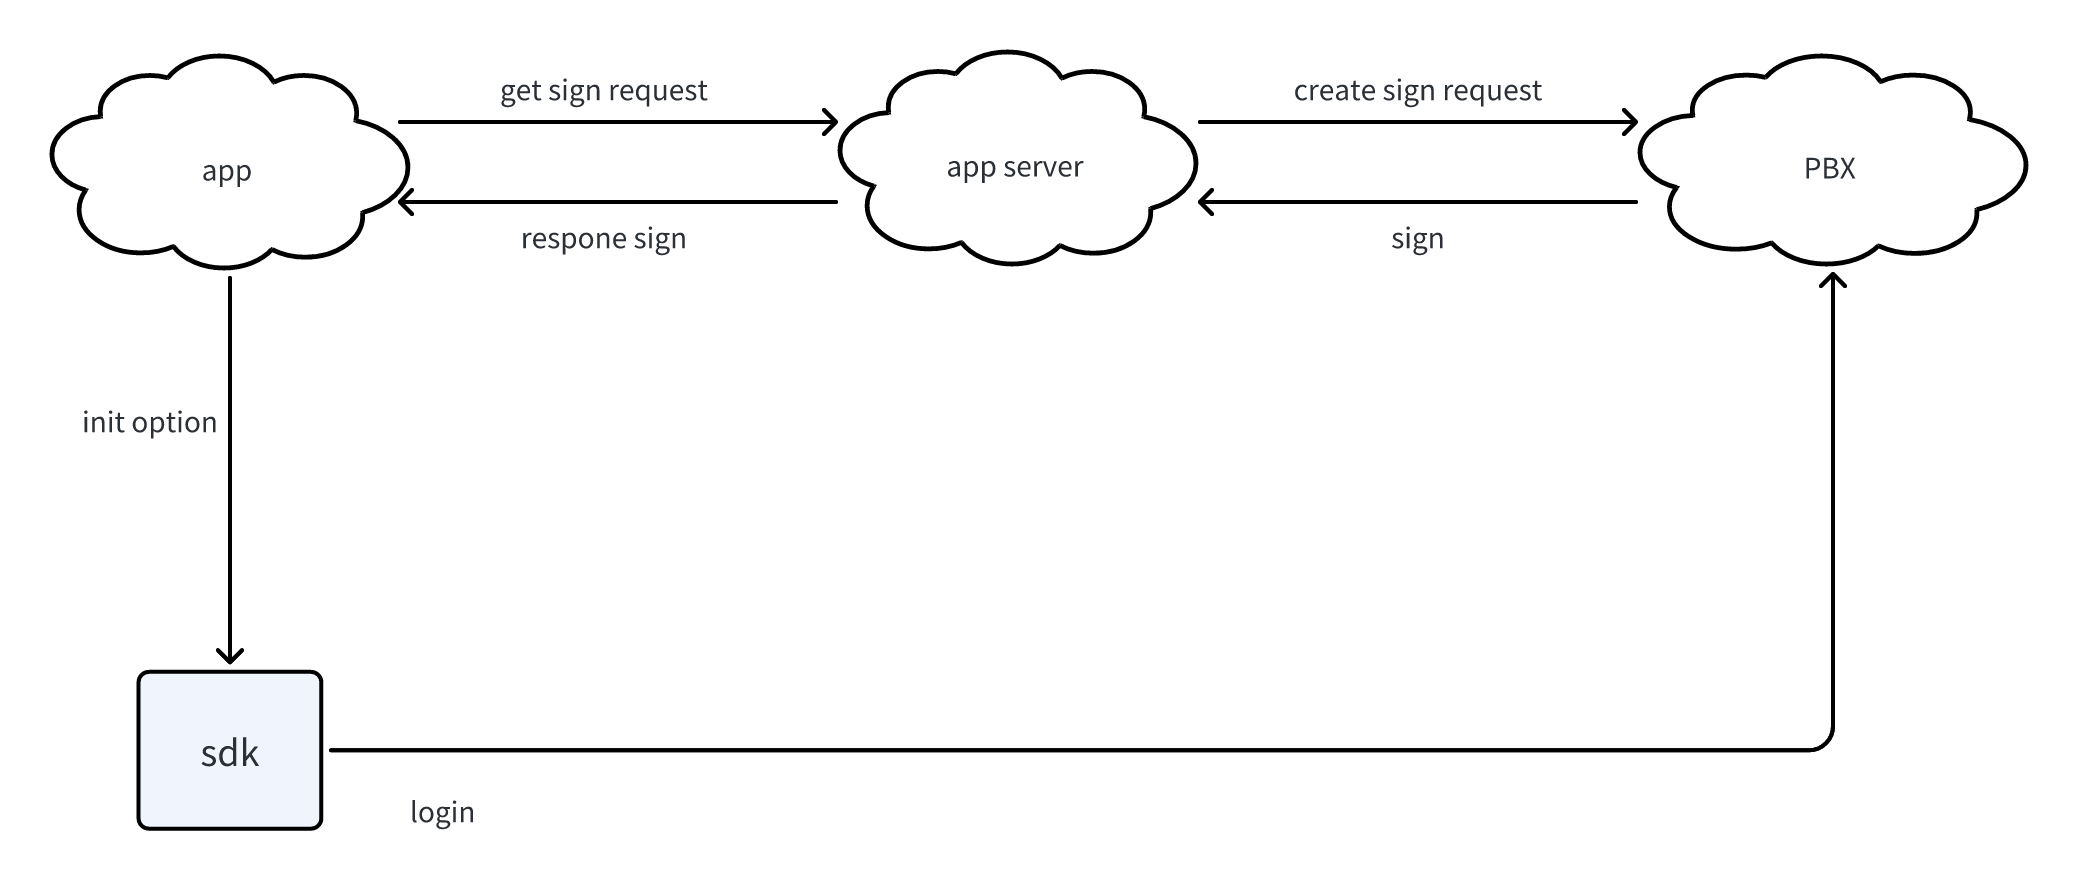 get sign request
create sign request
app
app server
PBX
respone sign
sign
init option
sdk
login